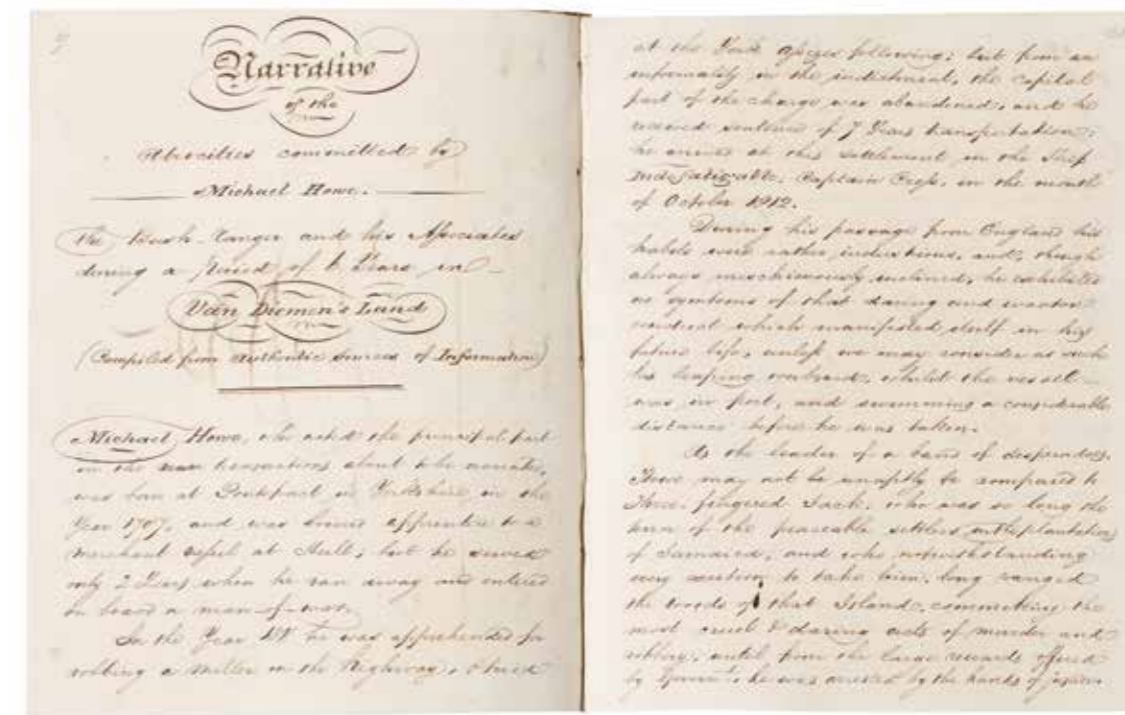 Narrative
of the
Atrocities committed by
Michael Howe.
The Bush-ranger and his Associates
during a Period of 6 Years in
Van Diemen's Land
(Compiled from authentic sources of Information)
Michael Howe, who acted the principal part
in the transactions about to be narrated,
was born at Pontefract in Yorkshire in the
Year 1787, and was bound apprentice to a
merchant vessel at Hull; but he served
only 2 Years when he ran away and entered
on board a man-of-war.
In the Year he was apprehended for
robbing a Miller on the Highway, & tried
at the York Assizes following; but from an
informality in the indictment, the capital
part of the charge was abandoned, and he
received sentence of 7 Years transportation;
he arrived at this settlement in the Ship
Indefatigable, Captain Cross, in the month
of October 1912.
During his passage from England his
habits were rather industrious, and, though
always mischievously inclined, he exhibited
no symptoms of that daring and
which manifested itself in his
future life, unless we may consider as such
his leaping overboard, whilst the vessel
was in port, and swimming a considerable
distance before he was taken.
As the leader of a band of desperadoes,
Howe may not be unaptly be compared to
Three-fingered Jack, who was so long the
terror of the peaceable settlers on the plantations
of Jamaica, and who notwithstanding
every exertion to take him, long ranged
the woods of that Island, committing the
most cruel & daring acts of murder and
robbery, until from the large rewards offered
by Governmt. he was arrested by the hands of justice